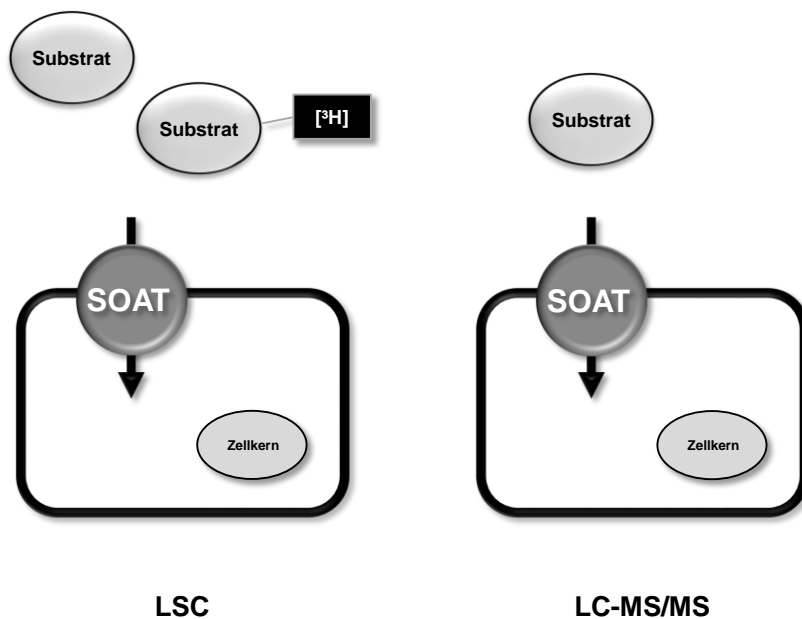 Substrat
Substrat
[³H]
Substrat
SOAT
SOAT
Zellkern
Zellkern
LSC
LC-MS/MS